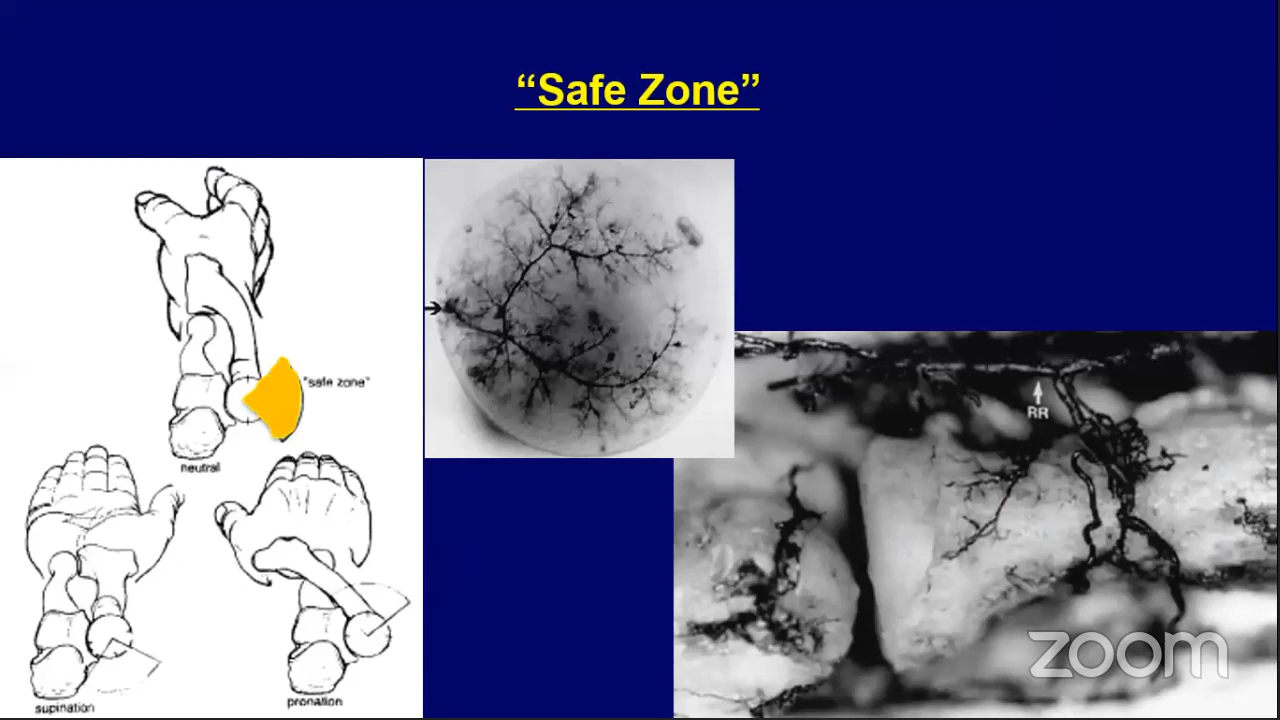 “Safe Zone”
"safe zone"
neutral
supination
pronation
RR
zoom